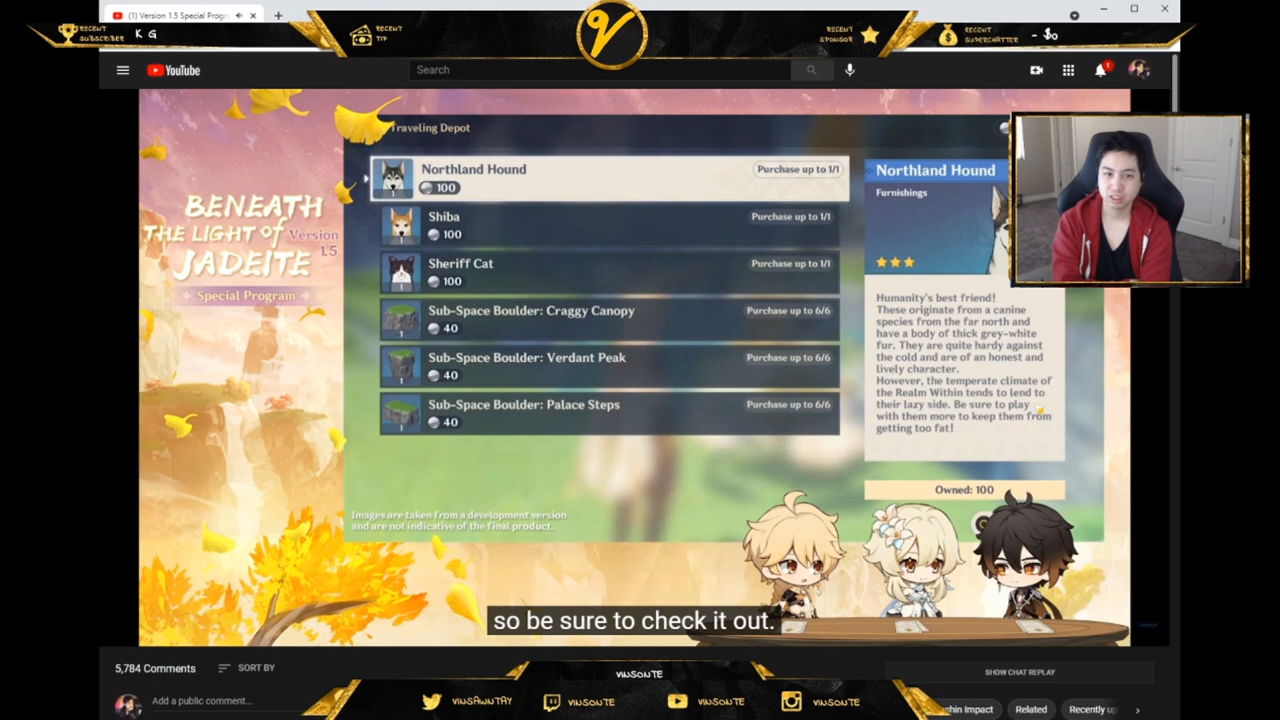 (1) Version 1.5 Special Progr
RECENT
SUBSCRIBER
K G
RECENT
TIP
V
RECENT
SPONSOR
RECENT
SUPERCHATTER
- $0
YouTube
Search
1
Traveling Depot
Northland Hound
100
Purchase up to 1/1
1
Shiba
100
Purchase up to 1/1
1
Sheriff Cat
100
Purchase up to 1/1
1
Sub-Space Boulder: Craggy Canopy
40
Purchase up to 6/6
1
Sub-Space Boulder: Verdant Peak
40
Purchase up to 6/6
1
Sub-Space Boulder: Palace Steps
40
Purchase up to 6/6
1
Northland Hound
Furnishings
Humanity's best friend!
These originate from a canine
species from the far north and
have a body of thick grey-white
fur. They are quite hardy against
the cold and are of an honest and
lively character.
However, the temperate climate of
the Realm Within tends to lend to
their lazy side. Be sure to play
with them more to keep them from
getting too fat!
Owned: 100
BENEATH
THE LIGHT of
JADEITE
Version
1.5
Special Program
Images are taken from a development version
and are not indicative of the final product.
so be sure to check it out.
5,784 Comments
SORT BY
Add a public comment...
SHOW CHAT REPLAY
VINSONTE
VINSAWNTAY
VINSONTE
VINSONTE
VINSONTE
nshin Impact
Related
Recently up